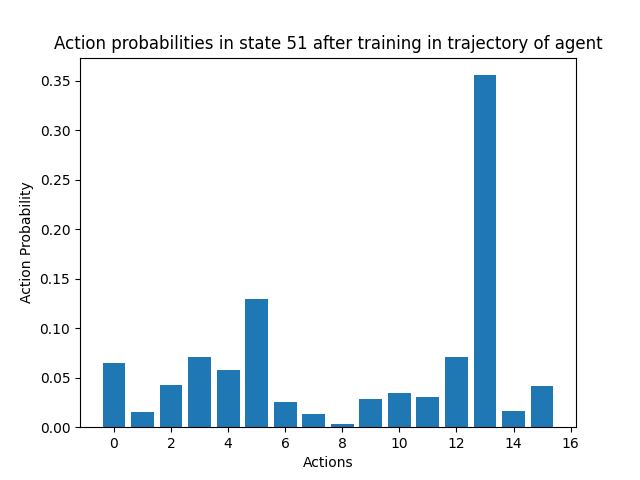 Action probabilities in state 51 after training in trajectory of agent
0.35
0.30
0.25
0.20
0.15
0.10
0.05
0.00
Action Probability
0 2 4 6 8 10 12 14 16
Actions